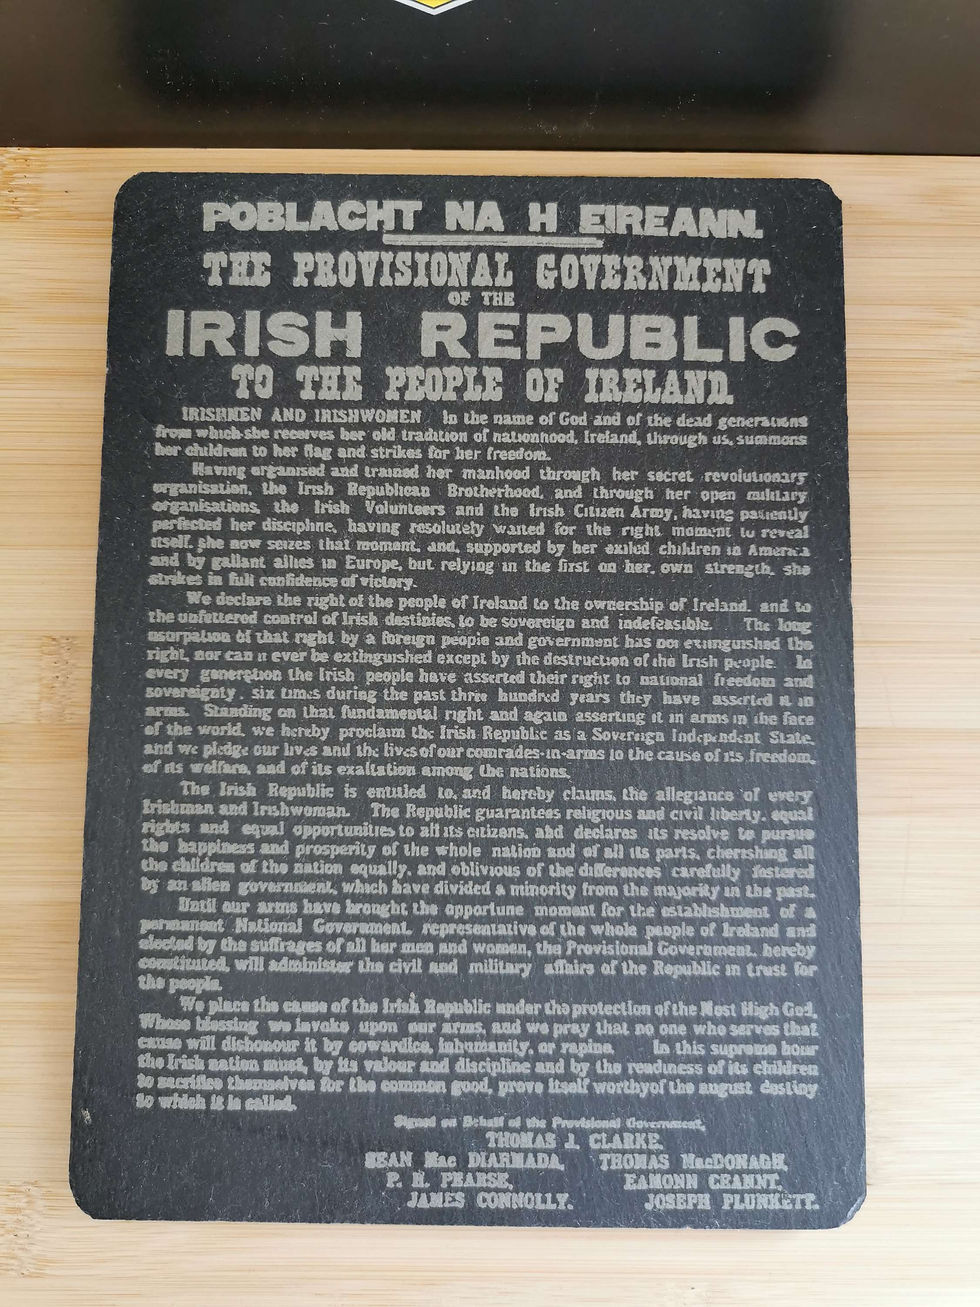 POBLACHT NA H EIREANN.
THE PROVISIONAL GOVERNMENT
OF THE
IRISH REPUBLIC
TO THE PEOPLE OF IRELAND.
IRISHMEN AND IRISHWOMEN In the name of God and of the dead generations
from which she receives her old tradition of nationhood, Ireland, through us, summons
her children to her flag and strikes for her freedom.
Having organised and trained her manhood through her secret revolutionary
organisation, the Irish Republican Brotherhood, and through her open military
organisations, the Irish Volunteers and the Irish Citizen Army, having patiently
perfected her discipline, having resolutely waited for the right moment to reveal
itself, she now seizes that moment, and, supported by her exiled children in America
and by gallant allies in Europe, but relying in the first on her own strength, she
strikes in full confidence of victory.
We declare the right of the people of Ireland to the ownership of Ireland, and to
the unfettered control of Irish destinies, to be sovereign and indefeasible. The long
usurpation of that right by a foreign people and government has not extinguished the
right, nor can it ever be extinguished except by the destruction of the Irish people. In
every generation the Irish people have asserted their right to national freedom and
sovereignty, six times during the past three hundred years they have asserted it in
arms. Standing on that fundamental right and again asserting it in arms in the face
of the world, we hereby proclaim the Irish Republic as a Sovereign Independent State,
and we pledge our lives and the lives of our comrades-in-arms to the cause of its freedom,
of its welfare, and of its exaltation among the nations.
The Irish Republic is entitled to, and hereby claims, the allegiance of every
Irishman and Irishwoman. The Republic guarantees religious and civil liberty, equal
rights and equal opportunities to all its citizens, and declares its resolve to pursue
the happiness and prosperity of the whole nation and of all its parts, cherishing all
the children of the nation equally, and oblivious of the differences carefully fostered
by an alien government, which have divided a minority from the majority in the past.
Until our arms have brought the opportune moment for the establishment of a
permanent National Government, representative of the whole people of Ireland and
elected by the suffrages of all her men and women, the Provisional Government, hereby
constituted, will administer the civil and military affairs of the Republic in trust for
the people.
We place the cause of the Irish Republic under the protection of the Most High God,
Whose blessing we invoke upon our arms, and we pray that no one who serves that
cause will dishonour it by cowardice, inhumanity, or rapine. In this supreme hour
the Irish nation must, by its valour and discipline and by the readiness of its children
to sacrifice themselves for the common good, prove itself worthy of the august destiny
to which it is called.
Signed on Behalf of the Provisional Government,
THOMAS J. CLARKE,
SEAN Mac DIARMADA, THOMAS MacDONAGH,
P. H. PEARSE, EAMONN CEANNT,
JAMES CONNOLLY. JOSEPH PLUNKETT.